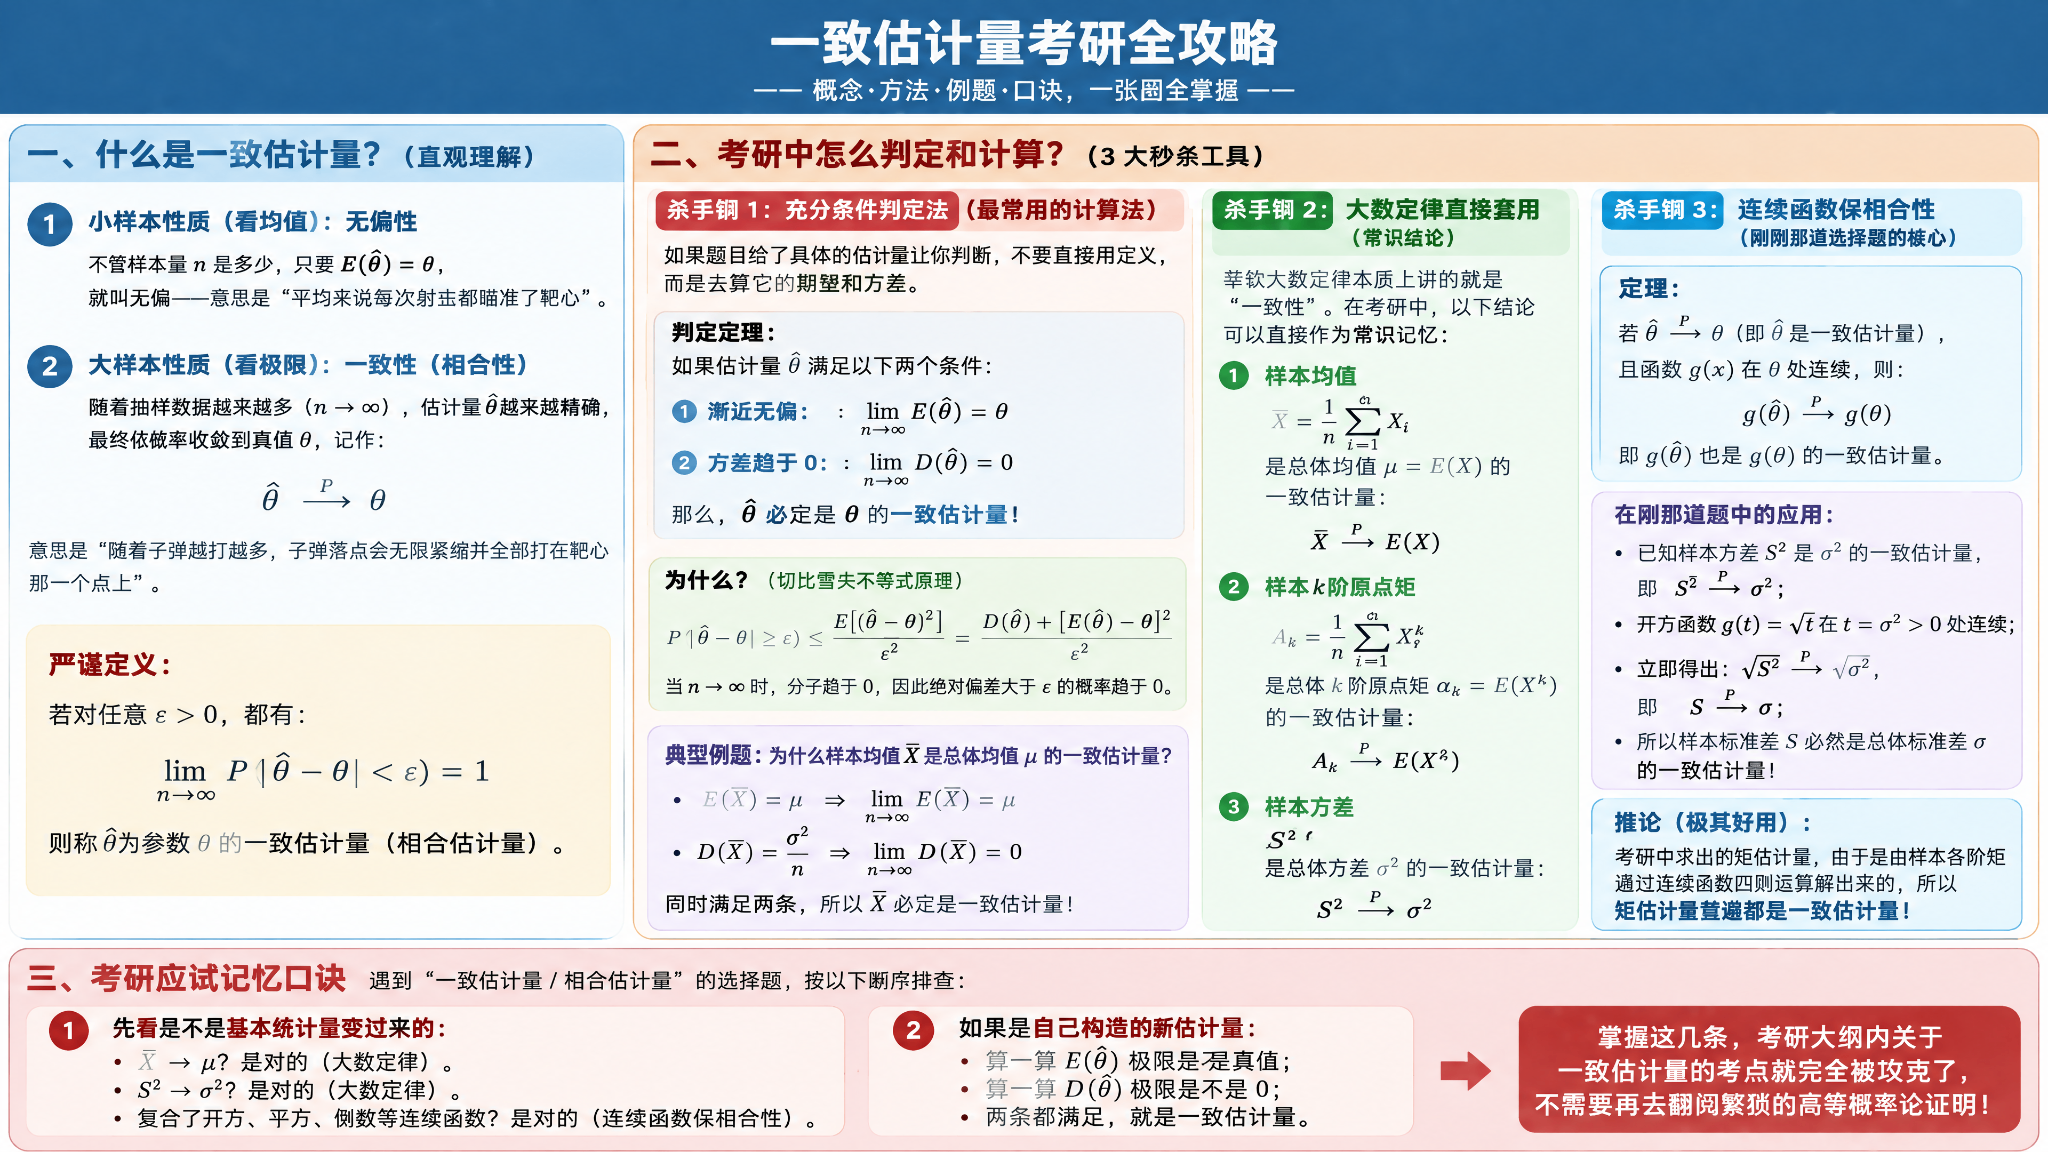 一致估计量考研全攻略
—— 概念·方法·例题·口诀，一张图全掌握 ——
一、什么是一致估计量？（直观理解）
1 小样本性质（看均值）：无偏性
不管样本量 n 是多少，只要 E(θ̂) = θ，
就叫无偏——意思是“平均来说每次射击都瞄准了靶心”。
2 大样本性质（看极限）：一致性（相合性）
随着抽样数据越来越多（n → ∞），估计量 θ̂ 越来越精确，
最终依概率收敛到真值 θ，记作：
θ̂ —P→ θ
意思是“随着子弹越打越多，子弹落点会无限紧缩并全部打在靶心
那一个点上”。
严谨定义：
若对任意 ε > 0，都有：
lim n→∞ P |θ̂ − θ| < ε) = 1
则称 θ̂ 为参数 θ 的一致估计量（相合估计量）。
二、考研中怎么判定和计算？（3 大秒杀工具）
杀手锏 1：充分条件判定法（最常用的计算法）
如果题目给了具体的估计量让你判断，不要直接用定义，
而是去算它的期望和方差。
判定定理：
如果估计量 θ̂ 满足以下两个条件：
1 渐近无偏： : lim n→∞ E(θ̂) = θ
2 方差趋于 0： : lim n→∞ D(θ̂) = 0
那么，θ̂ 必定是 θ 的一致估计量！
为什么？（切比雪夫不等式原理）
P |θ̂ − θ| ≥ ε) ≤ E[(θ̂ − θ)²] / ε² = D(θ̂) + [E(θ̂) − θ]² / ε²
当 n → ∞ 时，分子趋于 0，因此绝对偏差大于 ε 的概率趋于 0。
典型例题：为什么样本均值 X̄ 是总体均值 μ 的一致估计量？
• E(X̄) = μ ⇒ lim n→∞ E(X̄) = μ
• D(X̄) = σ²/n ⇒ lim n→∞ D(X̄) = 0
同时满足两条，所以 X̄ 必定是一致估计量！
杀手锏 2：大数定律直接套用
（常识结论）
莘钦大数定律本质上讲的就是
“一致性”。在考研中，以下结论
可以直接作为常识记忆：
1 样本均值
X̄ = 1/n ∑ i=1 Xᵢ
是总体均值 μ = E(X) 的
一致估计量：
X̄ —P→ E(X)
2 样本 k 阶原点矩
Aₖ = 1/n ∑ i=1 Xᵏ
是总体 k 阶原点矩 αₖ = E(Xᵏ)
的一致估计量：
Aₖ —P→ E(Xᵏ)
3 样本方差
S²
是总体方差 σ² 的一致估计量：
S² —P→ σ²
杀手锏 3：连续函数保相合性
（刚刚那道选择题的核心）
定理：
若 θ̂ —P→ θ（即 θ̂ 是一致估计量），
且函数 g(x) 在 θ 处连续，则：
g(θ̂) —P→ g(θ)
即 g(θ̂) 也是 g(θ) 的一致估计量。
在刚那道题中的应用：
• 已知样本方差 S² 是 σ² 的一致估计量，
即 S² —P→ σ²；
• 开方函数 g(t) = √t 在 t = σ² > 0 处连续；
• 立即得出：√S² —P→ √σ²，
即 S —P→ σ；
• 所以样本标准差 S 必然是总体标准差 σ
的一致估计量！
推论（极其好用）：
考研中求出的矩估计量，由于是由样本各阶矩
通过连续函数四则运算解出来的，所以
矩估计量都是一致估计量！
三、考研应试记忆口诀 遇到“一致估计量 / 相合估计量”的选择题，按以下断序排查：
1 先看是不是基本统计量变过来的：
• X̄ → μ？是对的（大数定律）。
• S² → σ²？是对的（大数定律）。
• 复合了开方、平方、例数等连续函数？是对的（连续函数保相合性）。
2 如果是自己构造的新估计量：
• 算一算 E(θ̂) 极限是不是真值；
• 算一算 D(θ̂) 极限是不是 0；
• 两条都满足，就是一致估计量。
掌握这几条，考研大纲内关于
一致估计量的考点就完全被攻克了，
不需要再去翻阅繁琐的高等概率论证明！